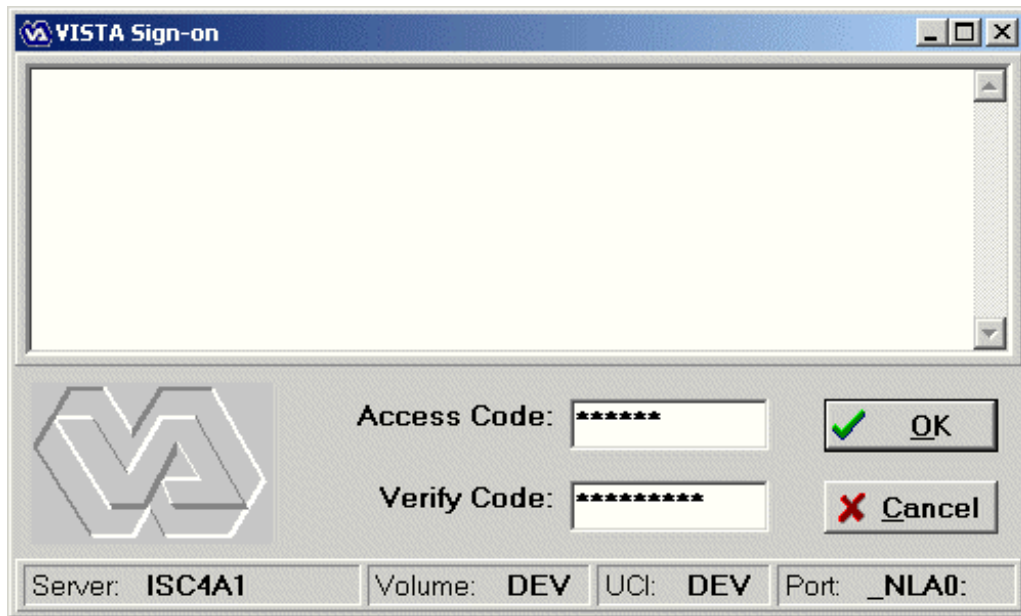 VISTA Sign-on
Access Code: ******
OK
Verify Code: *********
Cancel
Server: ISC4A1 Volume: DEV UCI: DEV Port: _NLA0: